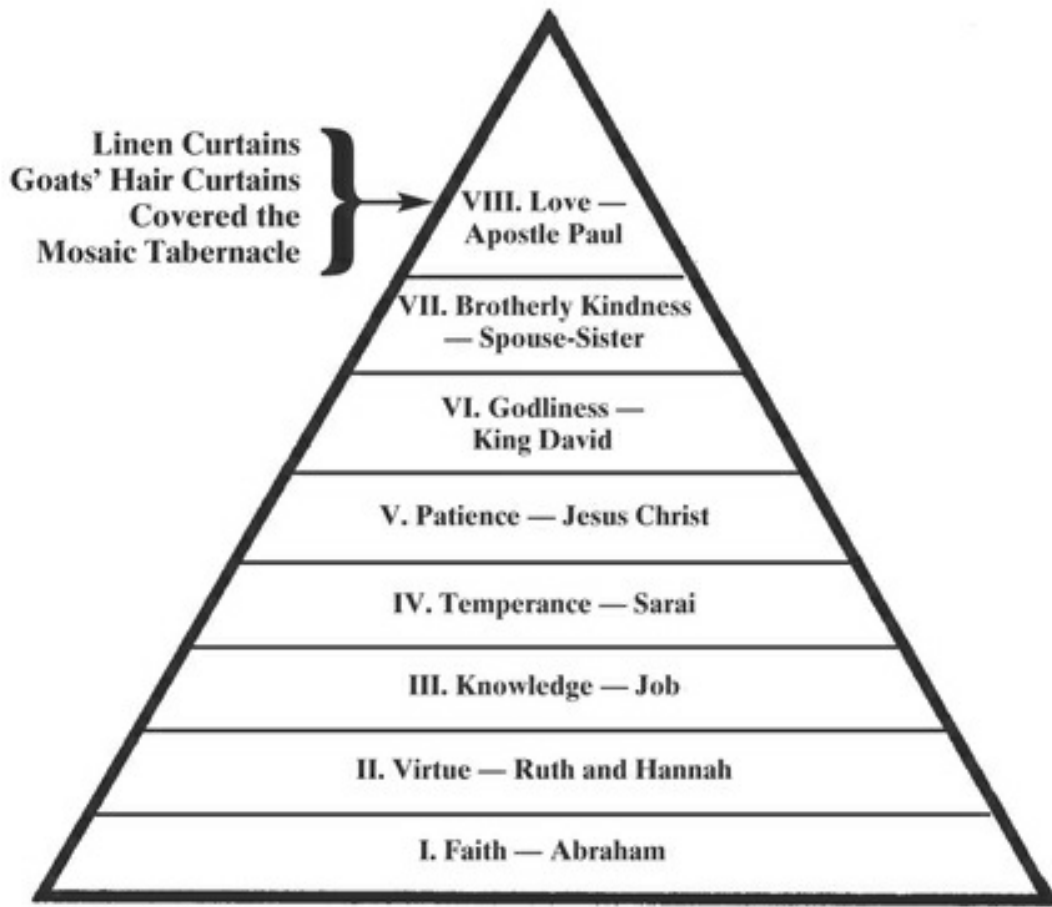 Linen Curtains
Goats' Hair Curtains
Covered the
Mosaic Tabernacle
VIII. Love —
Apostle Paul
VII. Brotherly Kindness
— Spouse-Sister
VI. Godliness —
King David
V. Patience — Jesus Christ
IV. Temperance — Sarai
III. Knowledge — Job
II. Virtue — Ruth and Hannah
I. Faith — Abraham